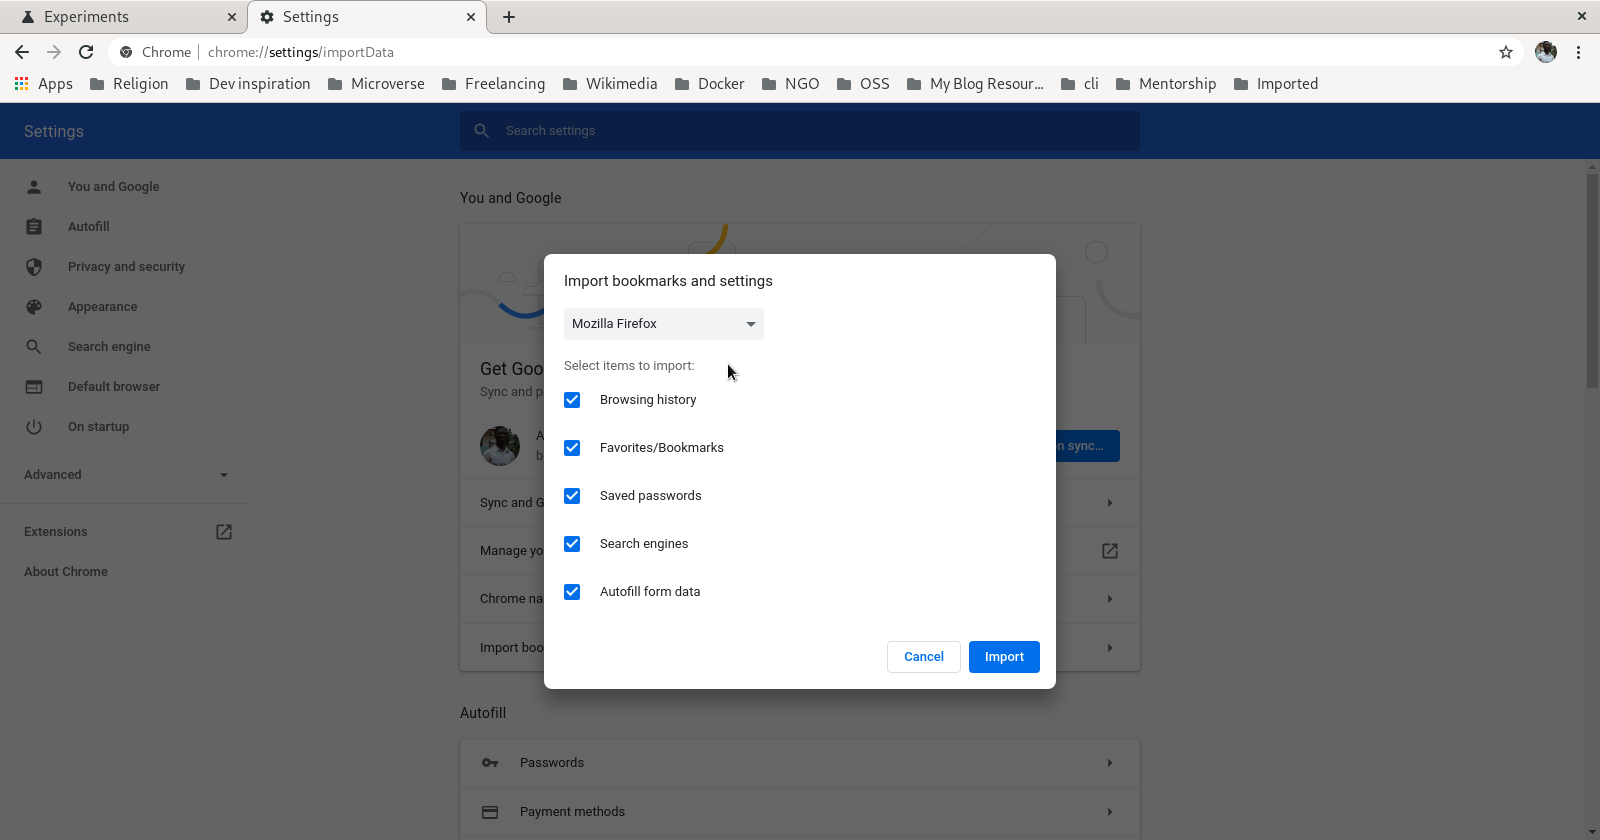 Experiments
Settings
Chrome
chrome://settings/importData
Apps
Religion
Dev inspiration
Microverse
Freelancing
Wikimedia
Docker
NGO
OSS
My Blog Resour...
cli
Mentorship
Imported
Settings
Search settings
You and Google
Autofill
Privacy and security
Appearance
Search engine
Default browser
On startup
Advanced
Extensions
About Chrome
You and Google
Get Goo
Sync and p
A
b
n sync...
Sync and G
Manage yo
Chrome na
Import boo
Import bookmarks and settings
Mozilla Firefox
Select items to import:
Browsing history
Favorites/Bookmarks
Saved passwords
Search engines
Autofill form data
Cancel
Import
Autofill
Passwords
Payment methods